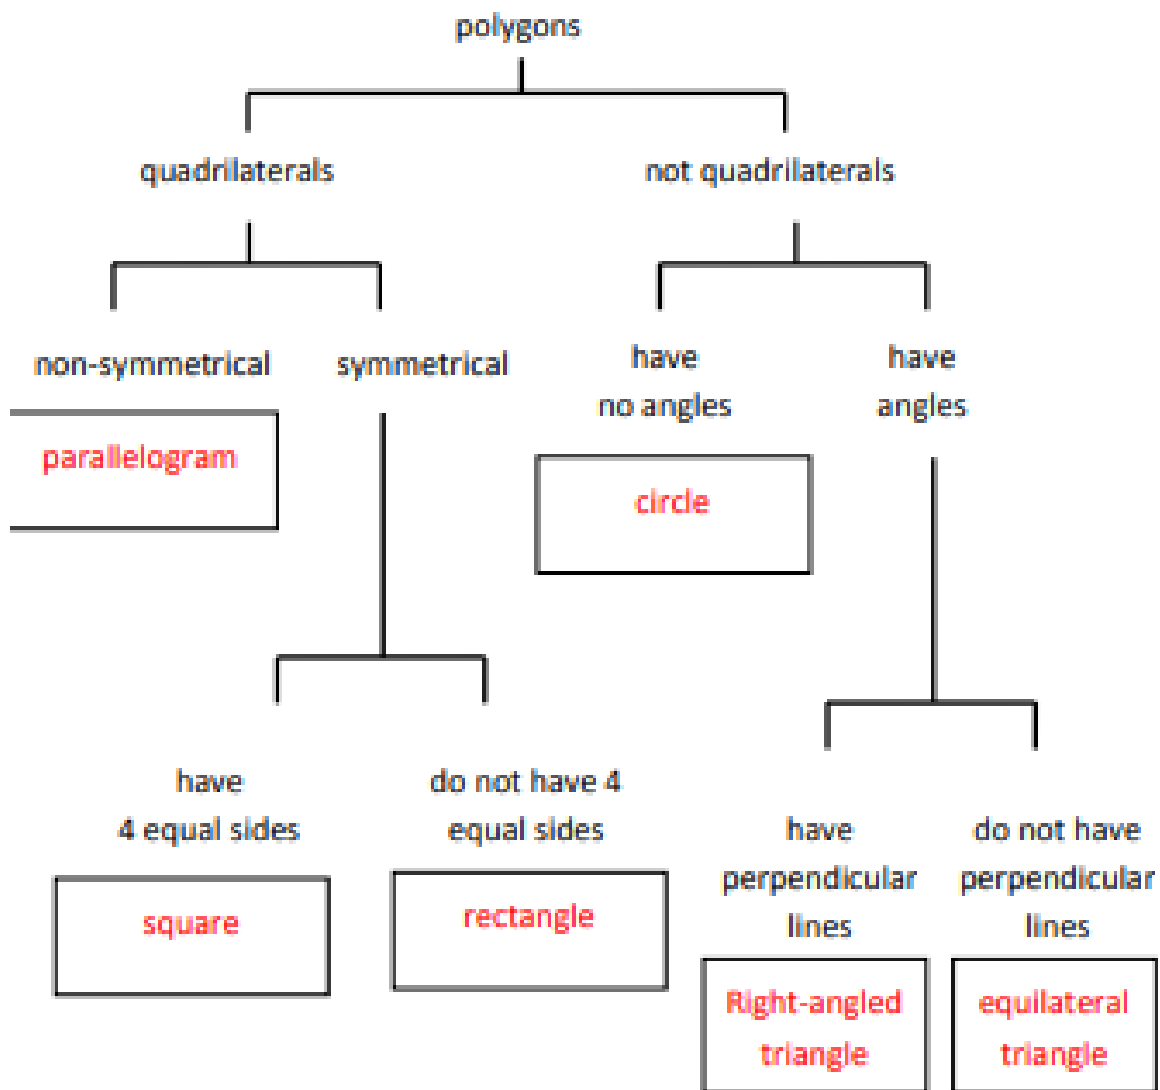 polygons
quadrilaterals
not quadrilaterals
non-symmetrical
symmetrical
have
no angles
have
angles
parallelogram
circle
have
4 equal sides
do not have 4
equal sides
have
perpendicular
lines
do not have
perpendicular
lines
square
rectangle
Right-angled
triangle
equilateral
triangle